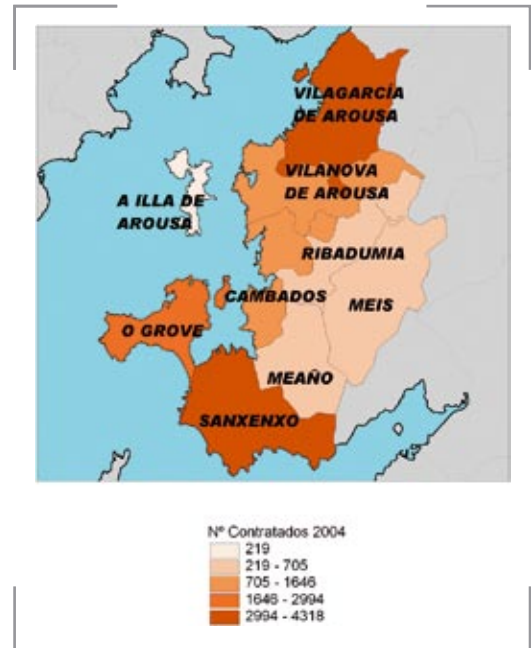 VILAGARCÍA
DE AROUSA
VILANOVA
DE AROUSA
A ILLA DE
AROUSA
RIBADUMIA
CAMBADOS
MEIS
O GROVE
MEAÑO
SANXENXO
Nº Contratados 2004
219
219 - 705
705 - 1646
1646 - 2994
2994 - 4318